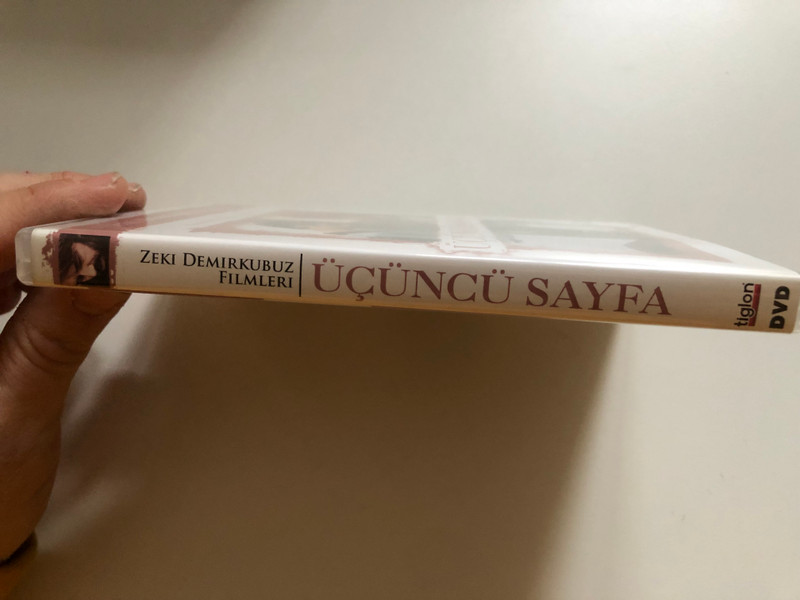 ZEKI DEMIRKUBUZ
FILMLERI
ÜÇÜNCÜ SAYFA
tiglon
DVD